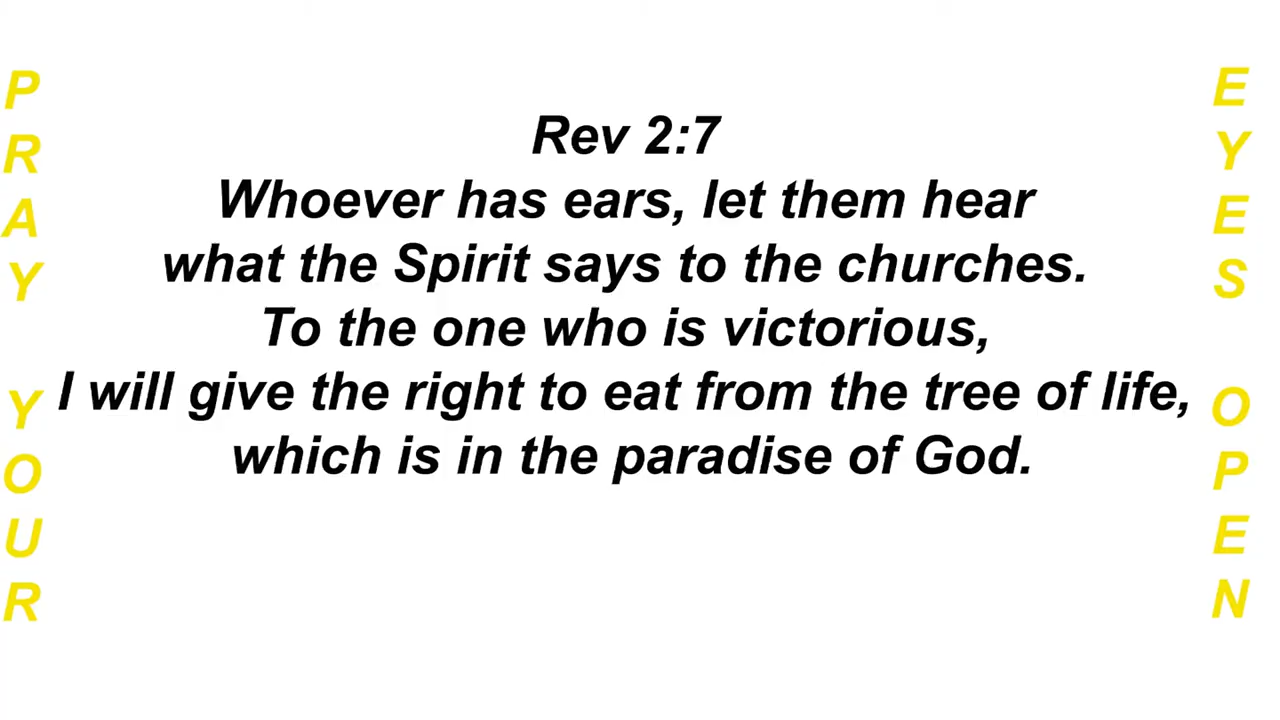 PRAY YOUR
Rev 2:7
Whoever has ears, let them hear
what the Spirit says to the churches.
To the one who is victorious,
I will give the right to eat from the tree of life,
which is in the paradise of God.
EYES OPEN